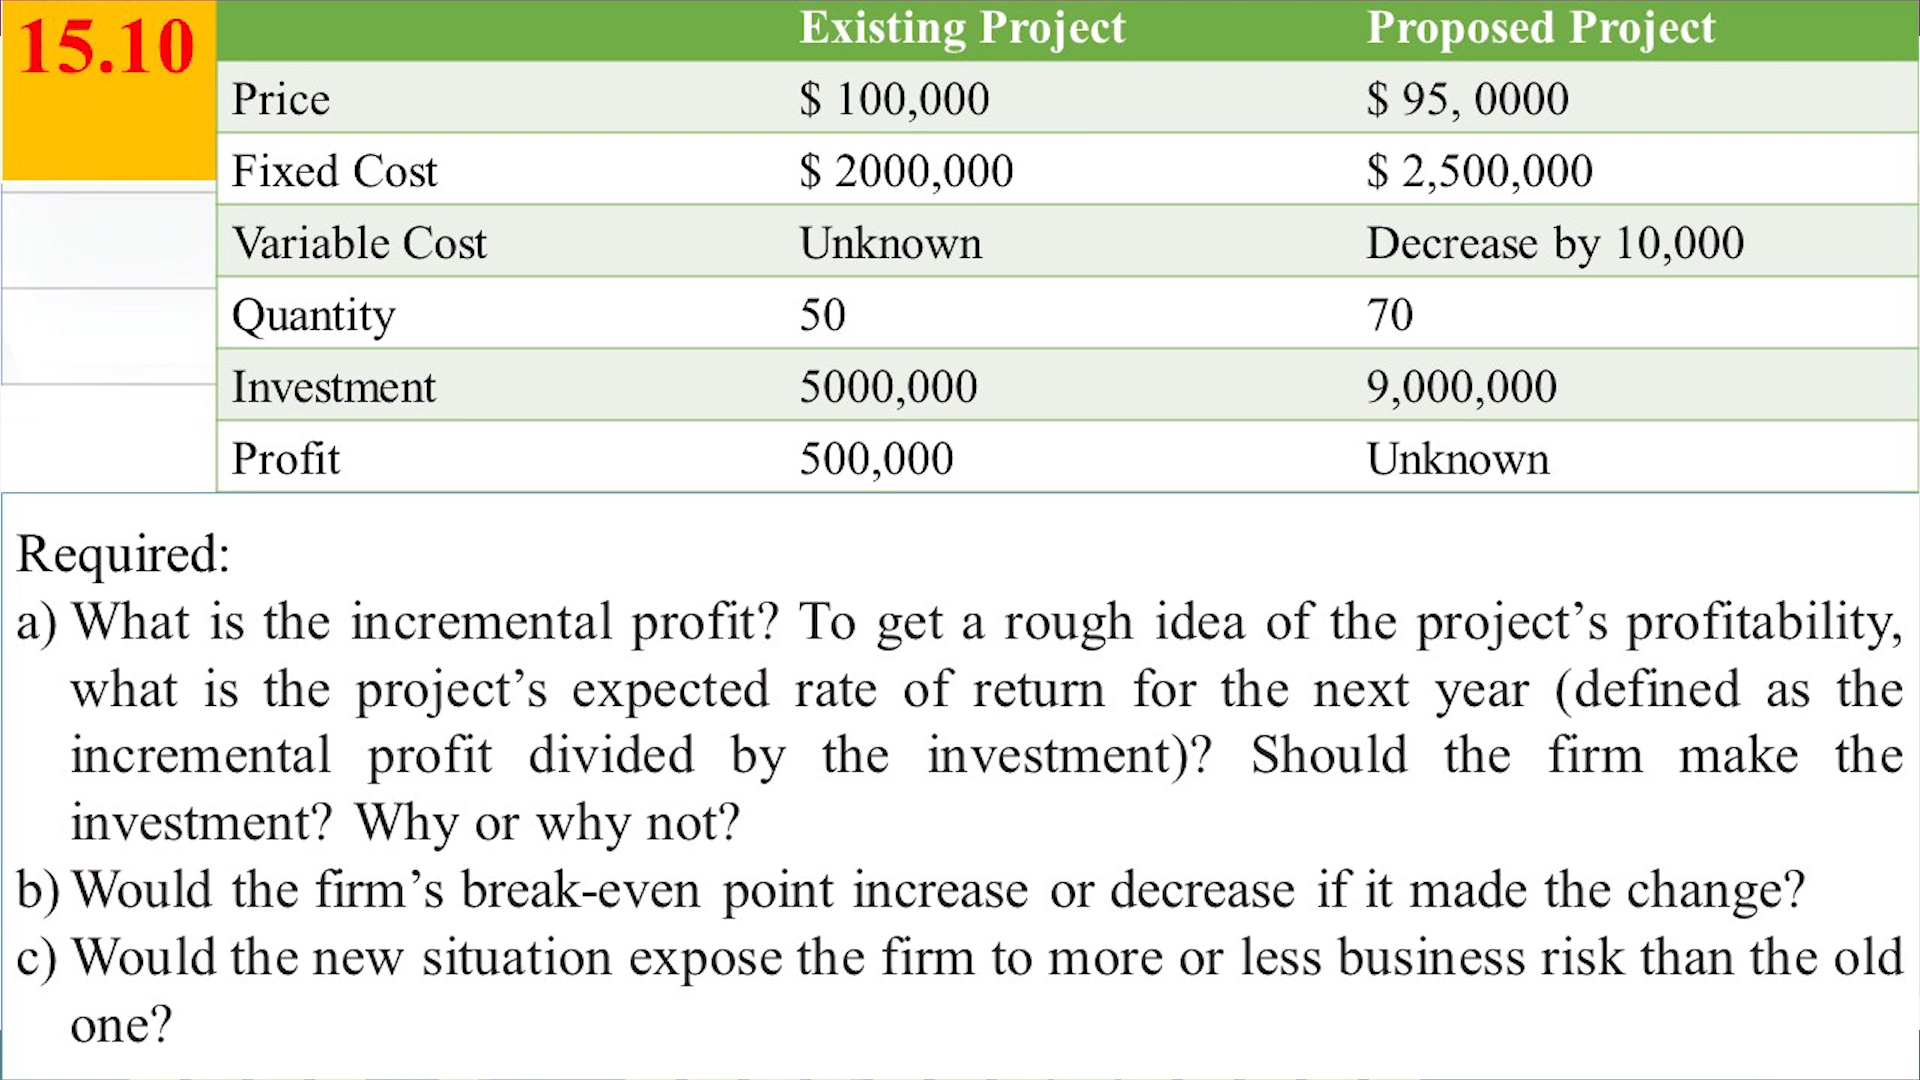 15.10
Existing Project Proposed Project
Price $ 100,000 $ 95, 0000
Fixed Cost $ 2000,000 $ 2,500,000
Variable Cost Unknown Decrease by 10,000
Quantity 50 70
Investment 5000,000 9,000,000
Profit 500,000 Unknown
Required:
a) What is the incremental profit? To get a rough idea of the project’s profitability,
what is the project’s expected rate of return for the next year (defined as the
incremental profit divided by the investment)? Should the firm make the
investment? Why or why not?
b) Would the firm’s break-even point increase or decrease if it made the change?
c) Would the new situation expose the firm to more or less business risk than the old
one?